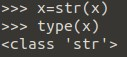 >>> x=str(x)
>>> type(x)
<class 'str'>